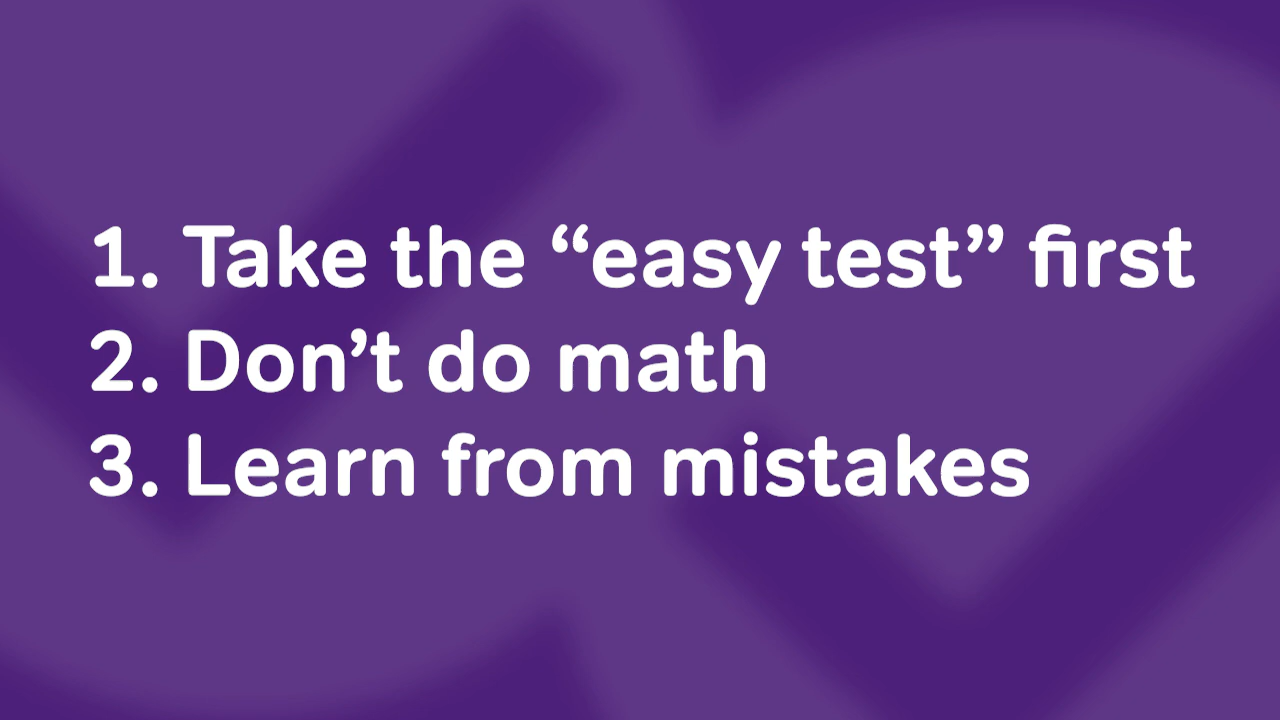 1. Take the “easy test” first
2. Don’t do math
3. Learn from mistakes